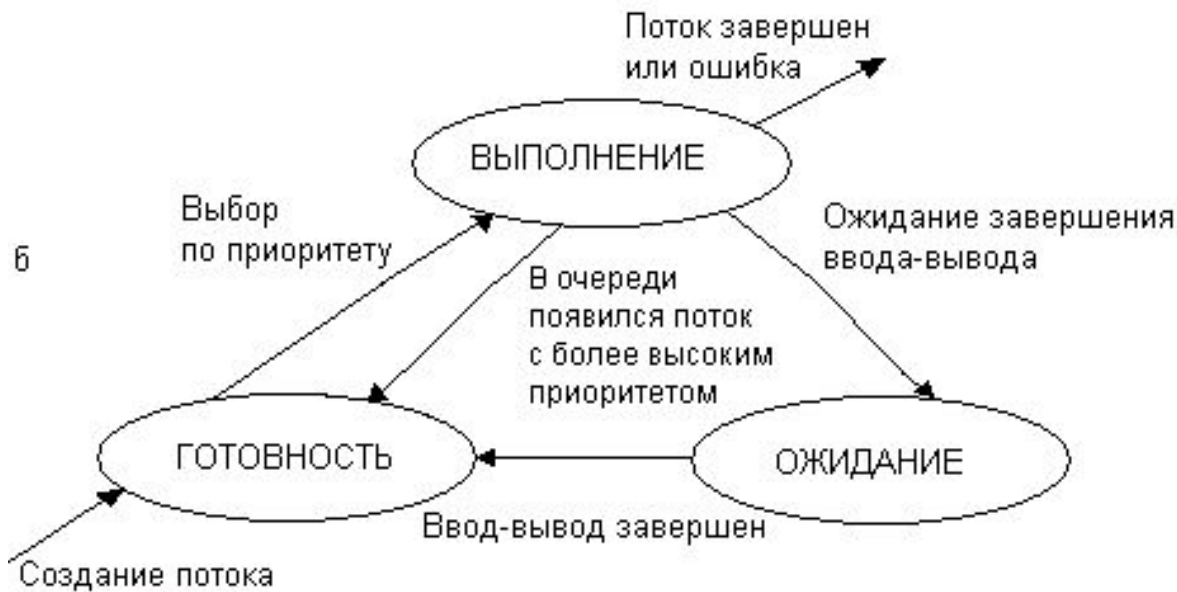 Поток завершен
или ошибка
ВЫПОЛНЕНИЕ
Выбор
по приоритету
Ожидание завершения
ввода-вывода
б
В очереди
появился поток
с более высоким
приоритетом
ГОТОВНОСТЬ
ОЖИДАНИЕ
Ввод-вывод завершен
Создание потока